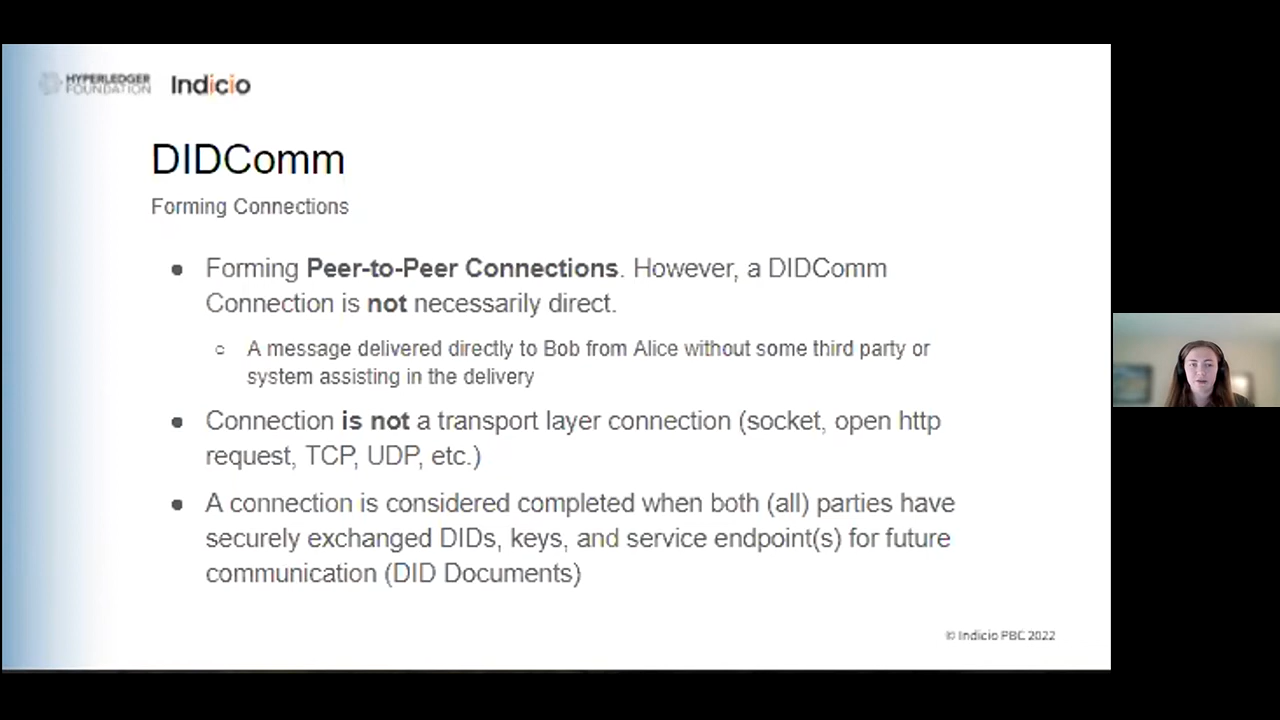 HYPERLEDGER
FOUNDATION
Indicio
DIDComm
Forming Connections
● Forming Peer-to-Peer Connections. However, a DIDComm
Connection is not necessarily direct.
○ A message delivered directly to Bob from Alice without some third party or
system assisting in the delivery
● Connection is not a transport layer connection (socket, open http
request, TCP, UDP, etc.)
● A connection is considered completed when both (all) parties have
securely exchanged DIDs, keys, and service endpoint(s) for future
communication (DID Documents)
© Indicio PBC 2022